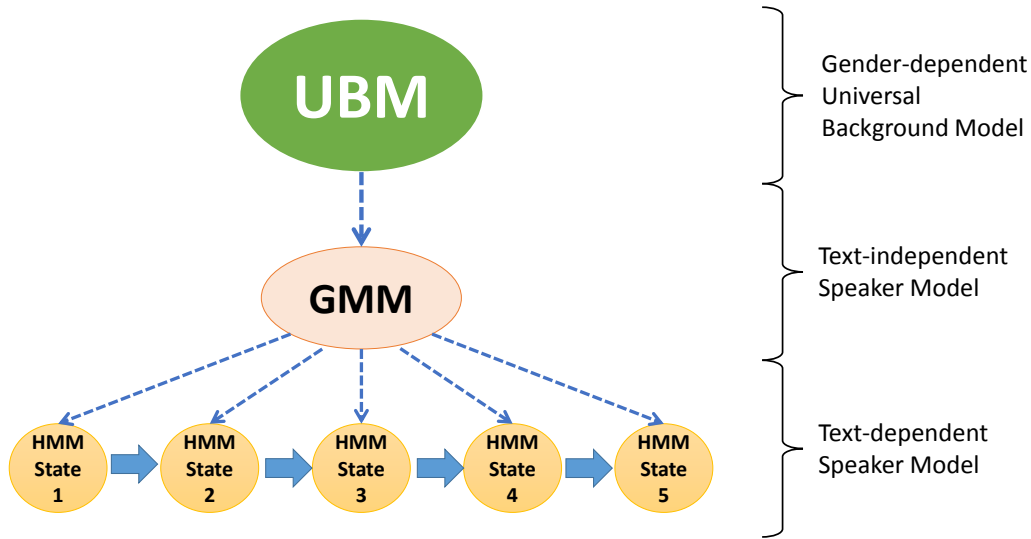 UBM
Gender-dependent
Universal
Background Model
GMM
Text-independent
Speaker Model
HMM
State
1
HMM
State
2
HMM
State
3
HMM
State
4
HMM
State
5
Text-dependent
Speaker Model